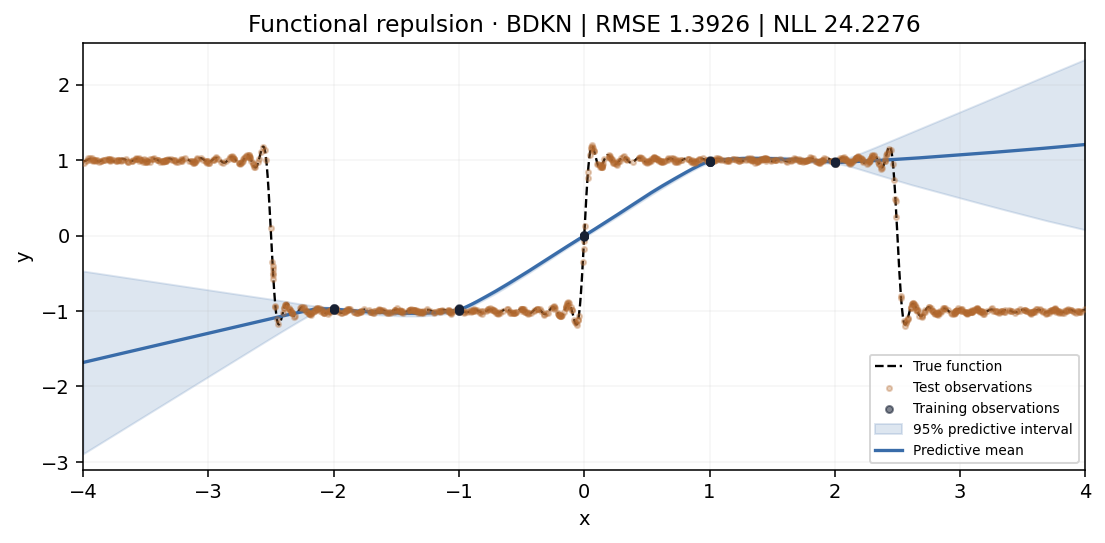 Functional repulsion · BDKN | RMSE 1.3926 | NLL 24.2276
y
2
1
0
−1
−2
−3
−4
−3
−2
−1
0
1
2
3
4
x
True function
Test observations
Training observations
95% predictive interval
Predictive mean